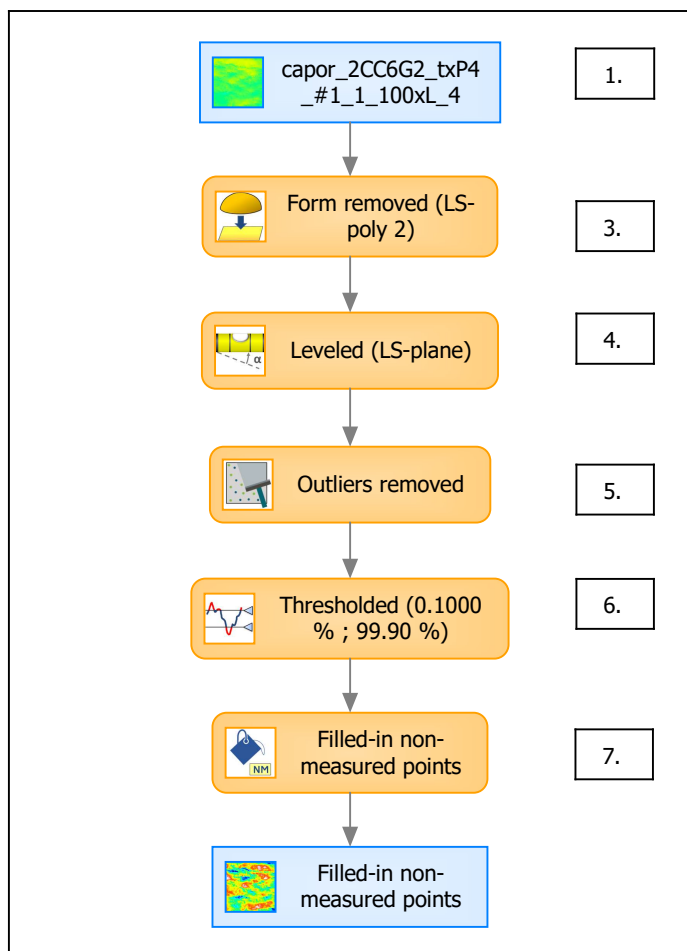 capor_2CC6G2_txP4
_#1_1_100xL_4
1.
Form removed (LS-
poly 2)
3.
Leveled (LS-plane)
α
4.
Outliers removed
5.
Thresholded (0.1000
% ; 99.90 %)
6.
Filled-in non-
measured points
NM
7.
Filled-in non-
measured points